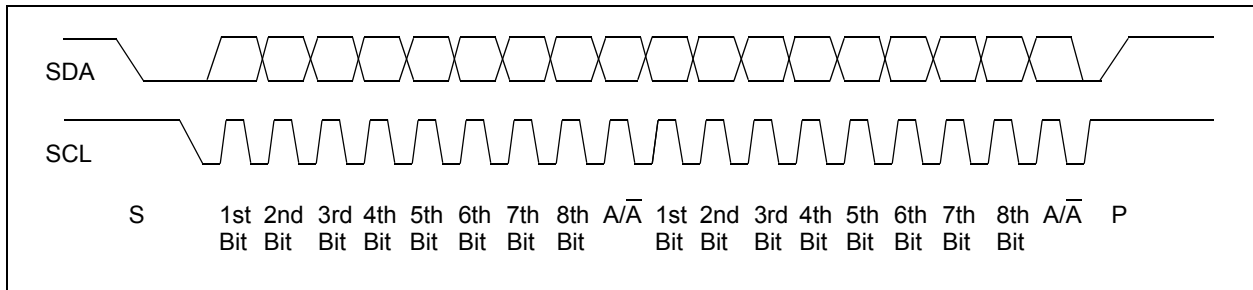 SDA
SCL
S 1st 2nd 3rd 4th 5th 6th 7th 8th A/A̅ 1st 2nd 3rd 4th 5th 6th 7th 8th A/A̅ P
Bit Bit Bit Bit Bit Bit Bit Bit Bit Bit Bit Bit Bit Bit Bit Bit